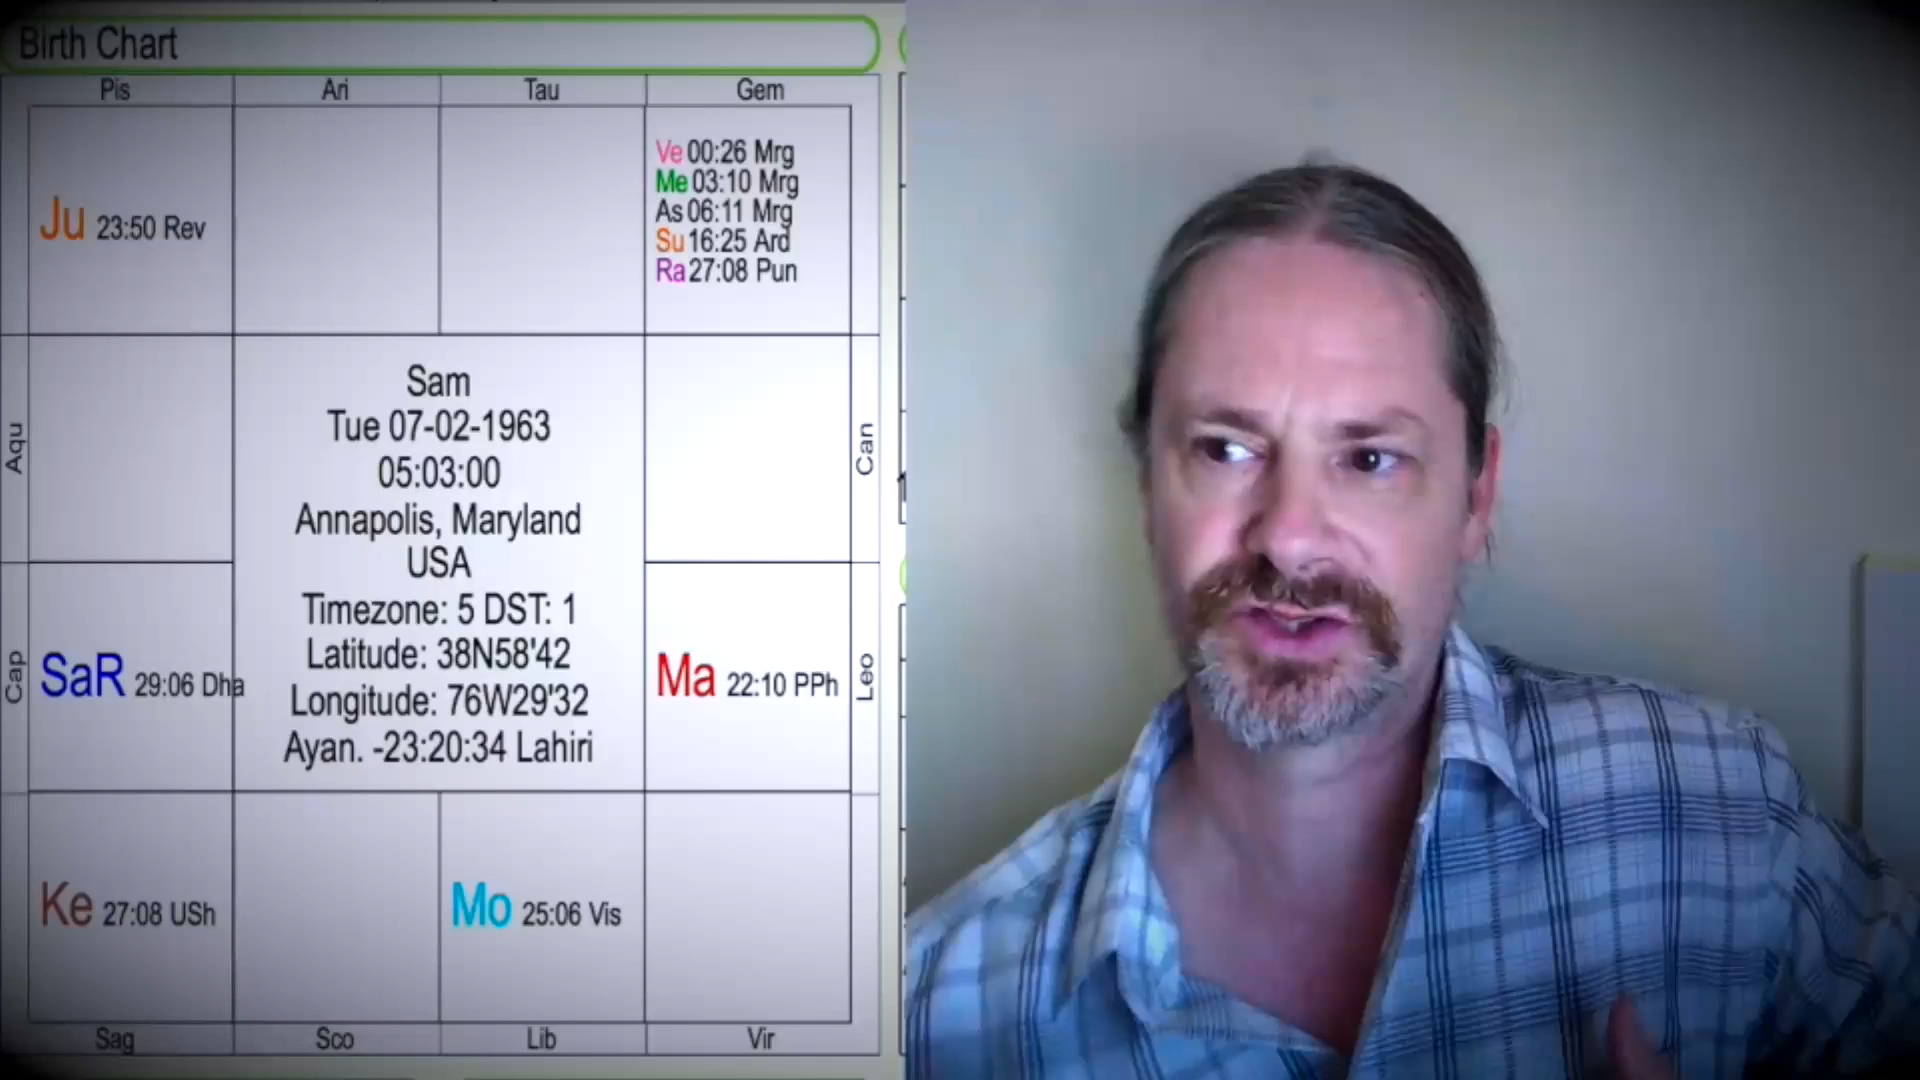 Birth Chart
Pis
Ari
Tau
Gem
Ju 23:50 Rev
Ve 00:26 Mrg
Me 03:10 Mrg
As 06:11 Mrg
Su 16:25 Ard
Ra 27:08 Pun
Aqu
Sam
Tue 07-02-1963
05:03:00
Annapolis, Maryland
USA
Timezone: 5 DST: 1
Latitude: 38N58'42
Longitude: 76W29'32
Ayan. -23:20:34 Lahiri
Can
Cap
SaR 29:06 Dha
Ma 22:10 PPh
Leo
Ke 27:08 USh
Mo 25:06 Vis
Sag
Sco
Lib
Vir